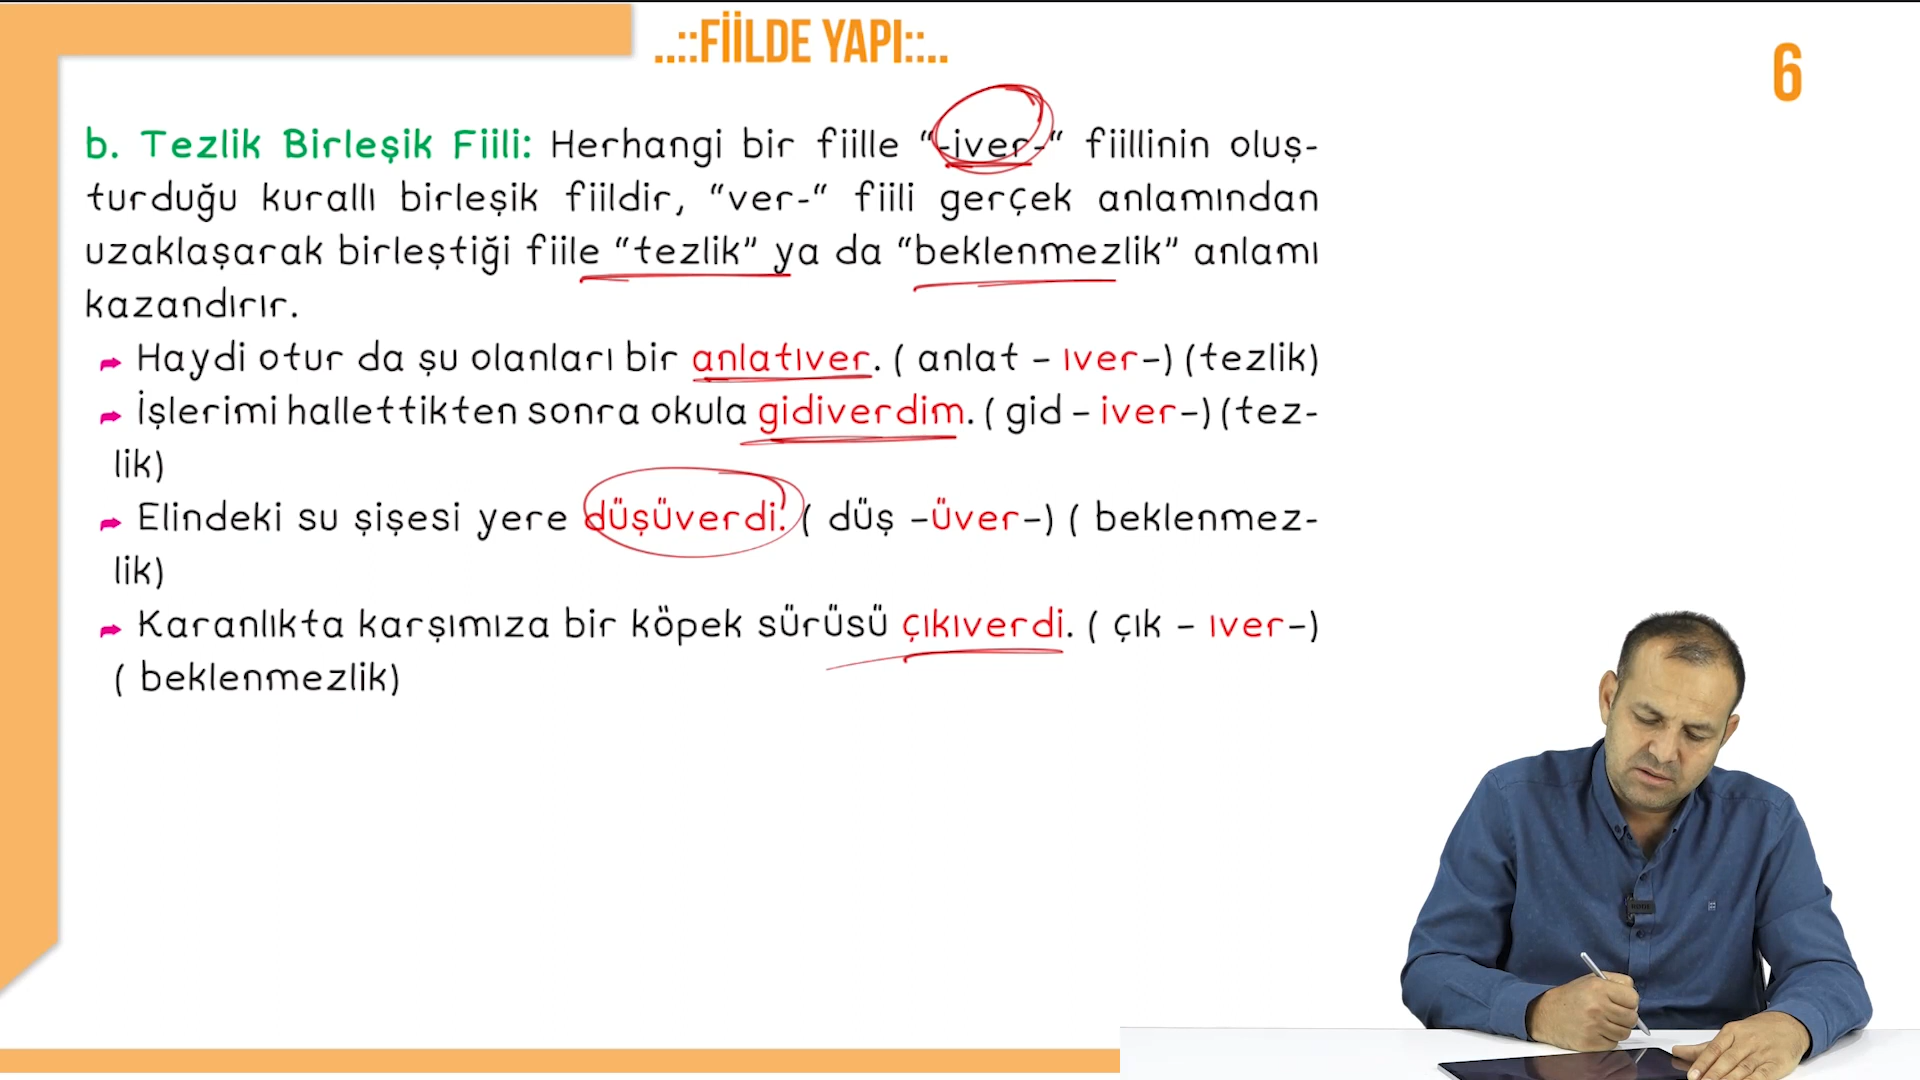 ..::FİİLDE YAPI::..
6
b. Tezlik Birleşik Fiili: Herhangi bir fiille “-iver-“ fiillinin oluş-
turduğu kurallı birleşik fiildir, “ver-“ fiili gerçek anlamından
uzaklaşarak birleştiği fiile “tezlik” ya da “beklenmezlik” anlamı
kazandırır.
Haydi otur da şu olanları bir anlatıver. ( anlat – ıver–) (tezlik)
İşlerimi hallettikten sonra okula gidiverdim. ( gid – iver–) (tez-
lik)
Elindeki su şişesi yere düşüverdi. ( düş –üver–) ( beklenmez-
lik)
Karanlıkta karşımıza bir köpek sürüsü çıkıverdi. ( çık – ıver–)
( beklenmezlik)
RODE